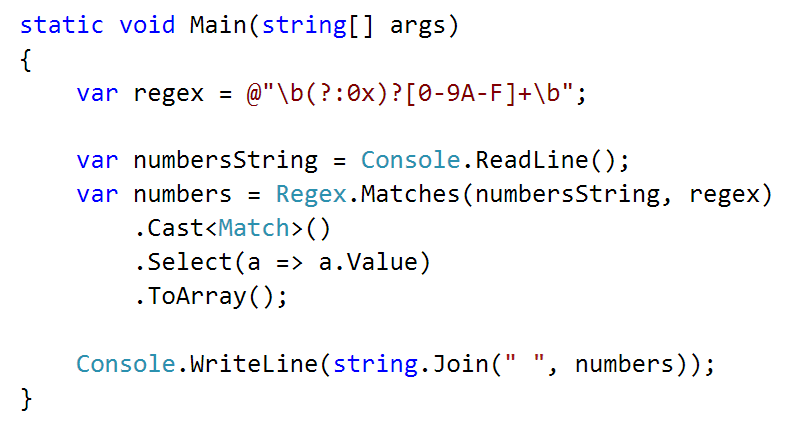 static void Main(string[] args)
{
    var regex = @"\b(?:0x)?[0-9A-F]+\b";

    var numbersString = Console.ReadLine();
    var numbers = Regex.Matches(numbersString, regex)
        .Cast<Match>()
        .Select(a => a.Value)
        .ToArray();

    Console.WriteLine(string.Join(" ", numbers));
}